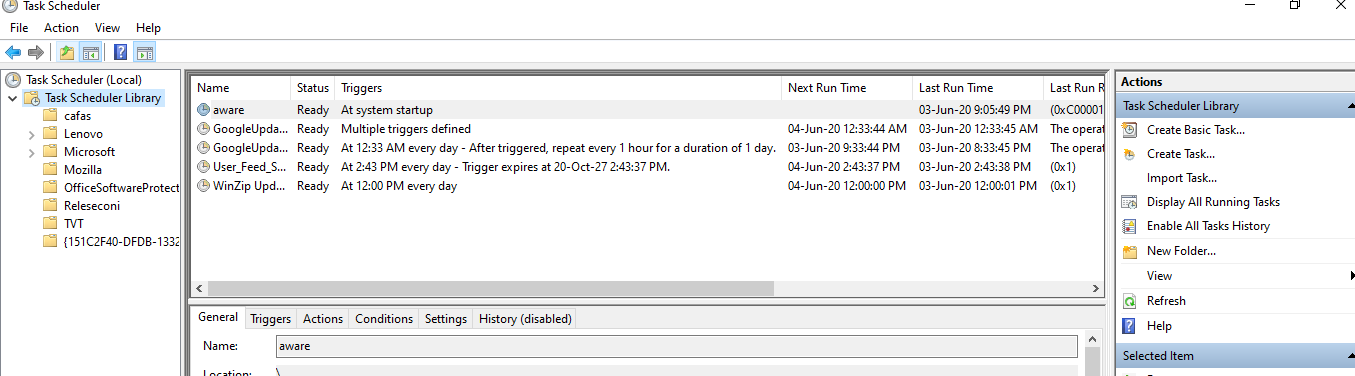 Task Scheduler
File Action View Help
Task Scheduler (Local)
Task Scheduler Library
cafas
Lenovo
Microsoft
Mozilla
OfficeSoftwareProtect
Releseconi
TVT
{151C2F40-DFDB-1332
Name Status Triggers Next Run Time Last Run Time Last Run R
aware Ready At system startup 03-Jun-20 9:05:49 PM (0xC00001
GoogleUpda... Ready Multiple triggers defined 04-Jun-20 12:33:44 AM 03-Jun-20 12:33:45 AM The operat
GoogleUpda... Ready At 12:33 AM every day - After triggered, repeat every 1 hour for a duration of 1 day. 03-Jun-20 9:33:44 PM 03-Jun-20 8:33:45 PM The operat
User_Feed_S... Ready At 2:43 PM every day - Trigger expires at 20-Oct-27 2:43:37 PM. 04-Jun-20 2:43:37 PM 03-Jun-20 2:43:38 PM (0x1)
WinZip Upd... Ready At 12:00 PM every day 04-Jun-20 12:00:00 PM 03-Jun-20 12:00:01 PM (0x1)
General Triggers Actions Conditions Settings History (disabled)
Name: aware
Location: \
Actions
Task Scheduler Library
Create Basic Task...
Create Task...
Import Task...
Display All Running Tasks
Enable All Tasks History
New Folder...
View
Refresh
Help
Selected Item